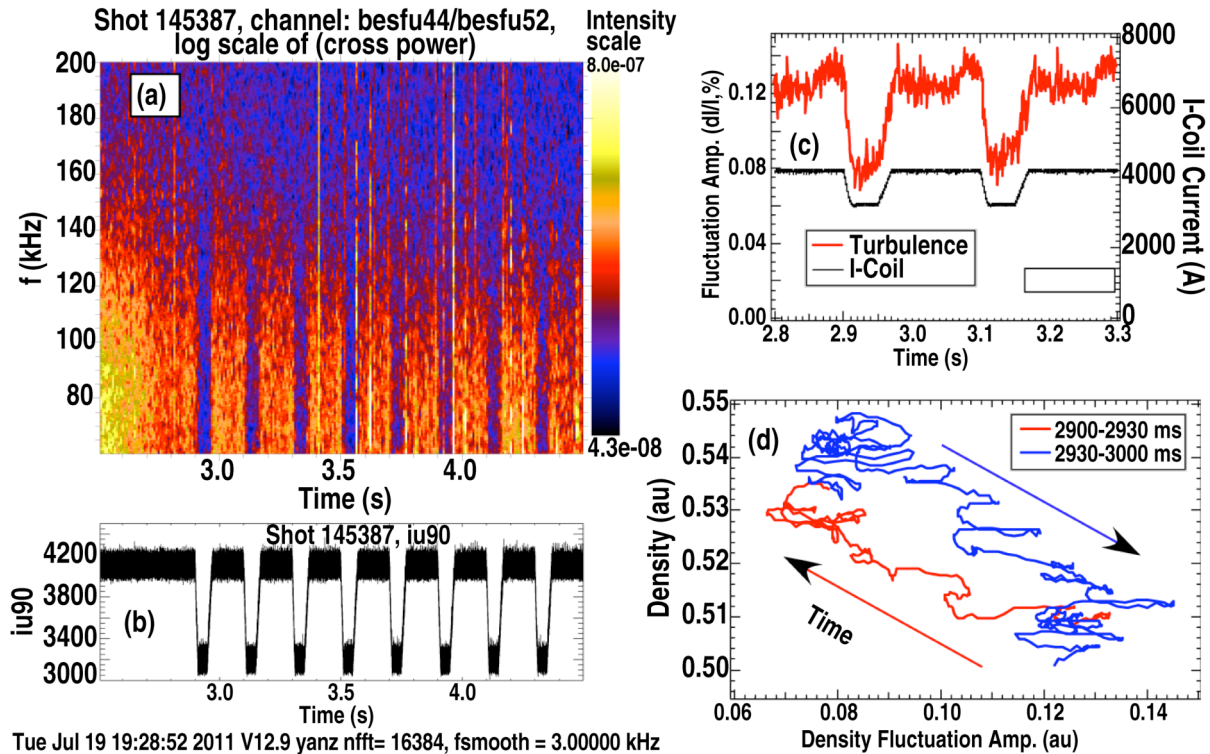 Shot 145387, channel: besfu44/besfu52,
log scale of (cross power)
Intensity
scale
8.0e-07
4.3e-08
(a)
200
180
160
140
120
100
80
f (kHz)
3.0
3.5
4.0
Time (s)
Shot 145387, iu90
(b)
4200
3800
3400
3000
iu90
3.0
3.5
4.0
Time (s)
Tue Jul 19 19:28:52 2011 V12.9 yanz nfft= 16384, fsmooth = 3.00000 kHz
(c)
0.12
0.08
0.04
0.00
Fluctuation Amp. (dI/I,%)
8000
6000
4000
2000
0
I-Coil Current (A)
Turbulence
I-Coil
2.8
2.9
3.0
3.1
3.2
3.3
Time (s)
(d)
0.55
0.54
0.53
0.52
0.51
0.50
Density (au)
2900-2930 ms
2930-3000 ms
Time
0.06
0.08
0.10
0.12
0.14
Density Fluctuation Amp. (au)